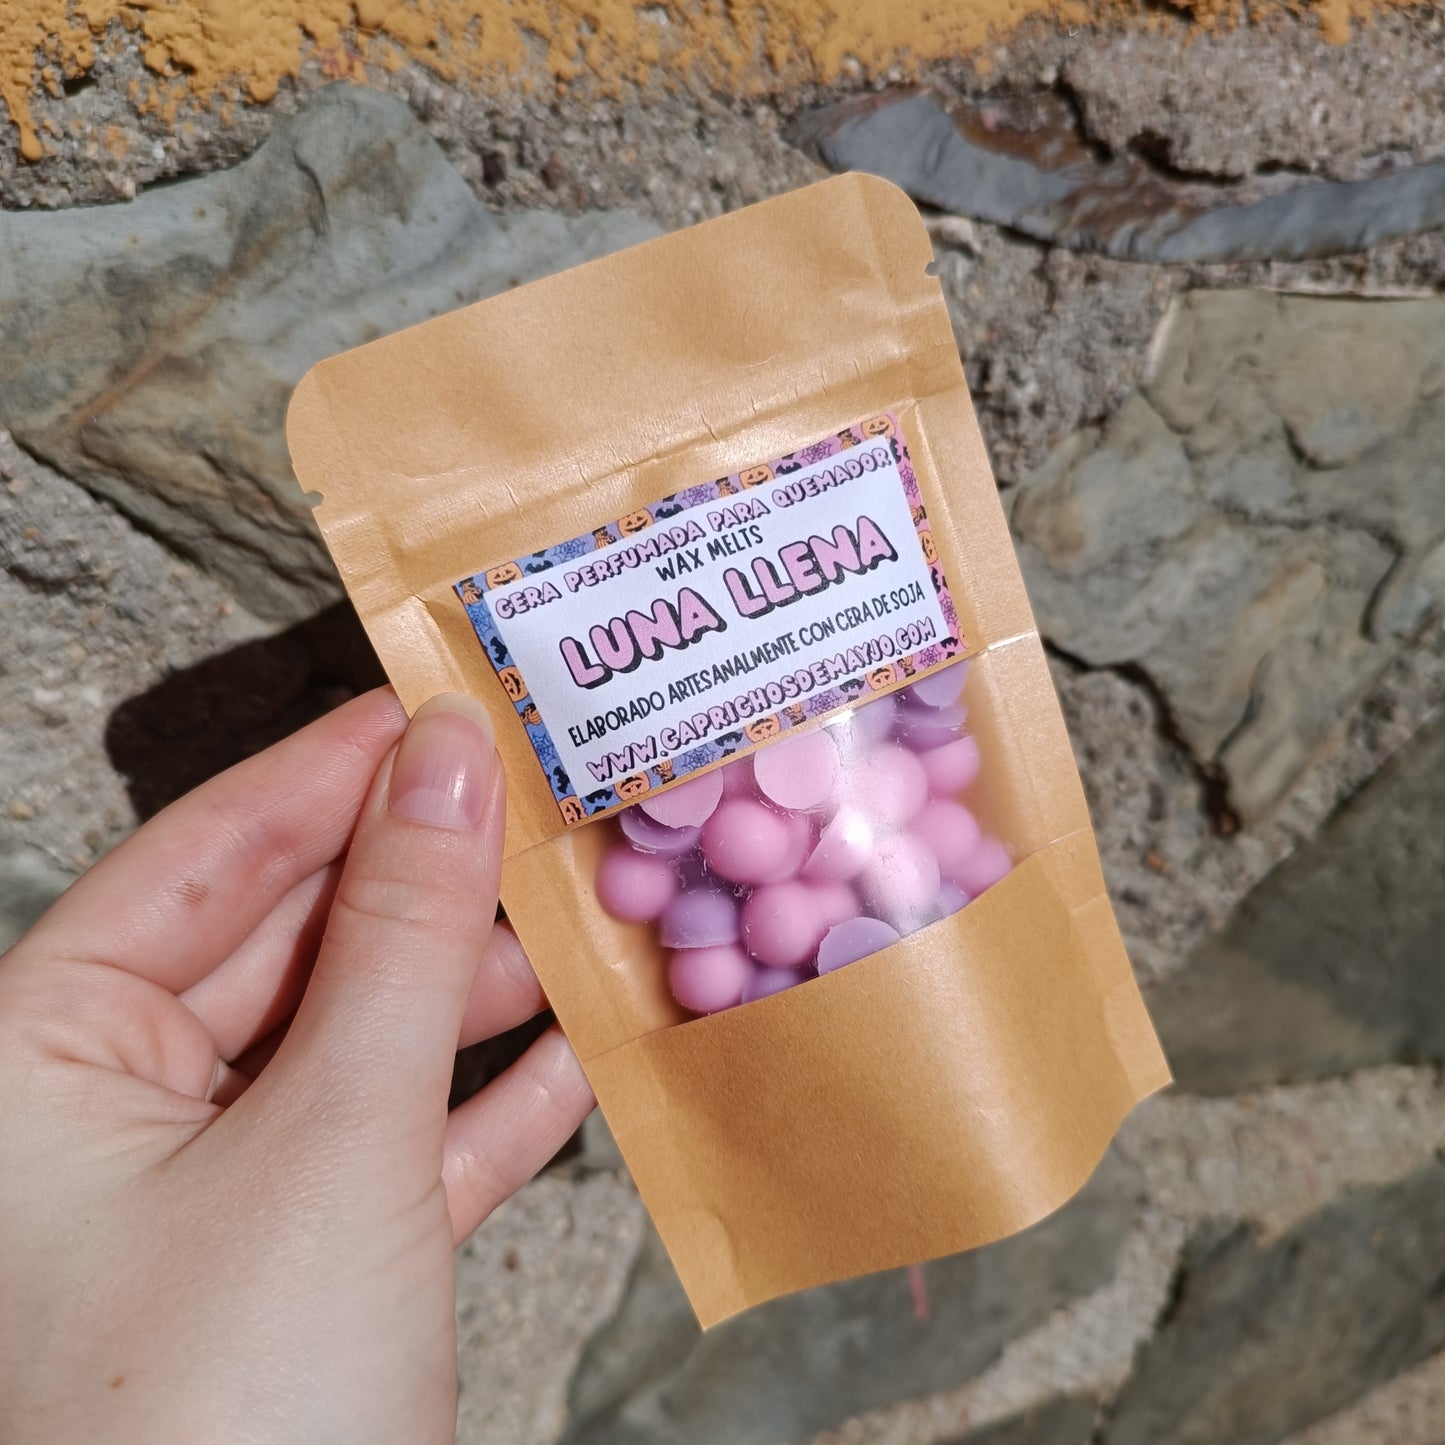 CERA PERFUMADA PARA QUEMADOR
WAX MELTS
LUNA LLENA
ELABORADO ARTESANALMENTE CON CERA DE SOJA
WWW.CAPRICHOSDEMAYJO.COM